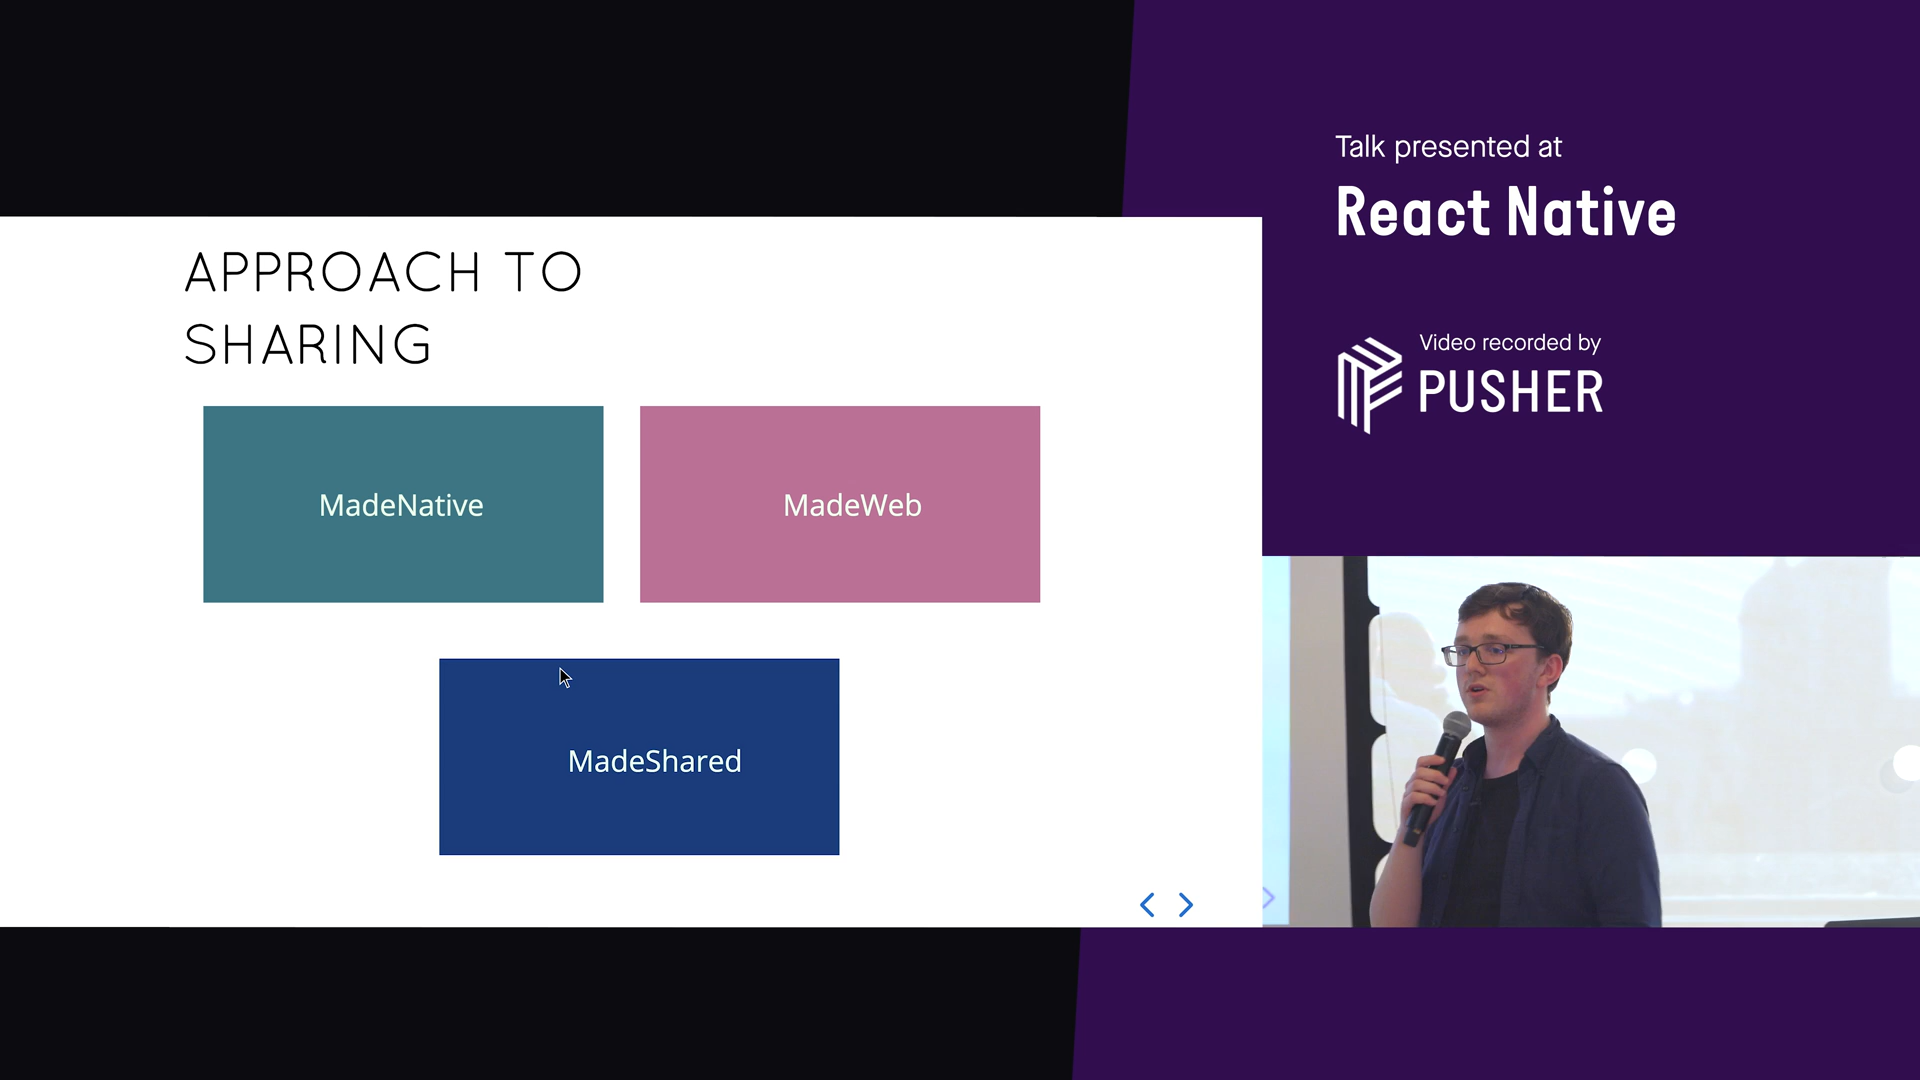 APPROACH TO
SHARING
MadeNative
MadeWeb
MadeShared
Talk presented at
React Native
Video recorded by
PUSHER